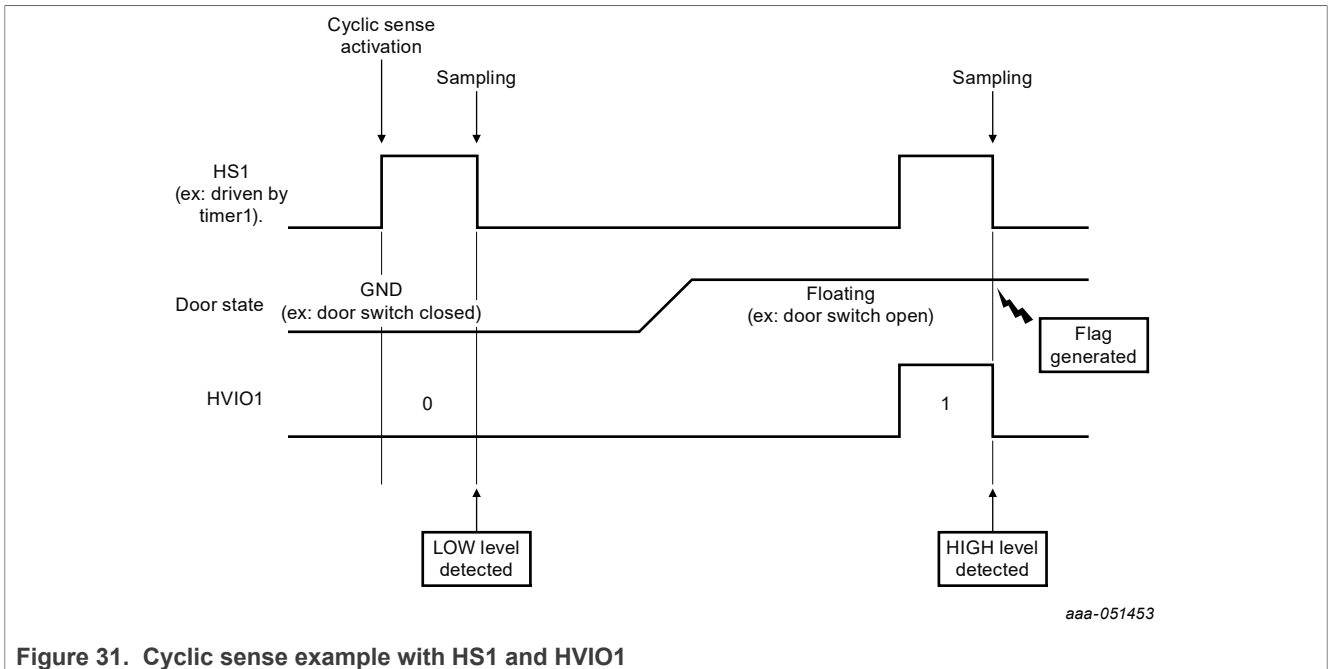 Cyclic sense
activation
Sampling
Sampling
HS1
(ex: driven by
timer1).
Door state
GND
(ex: door switch closed)
Floating
(ex: door switch open)
Flag
generated
HVIO1
0
1
LOW level
detected
HIGH level
detected
aaa-051453
Figure 31. Cyclic sense example with HS1 and HVIO1